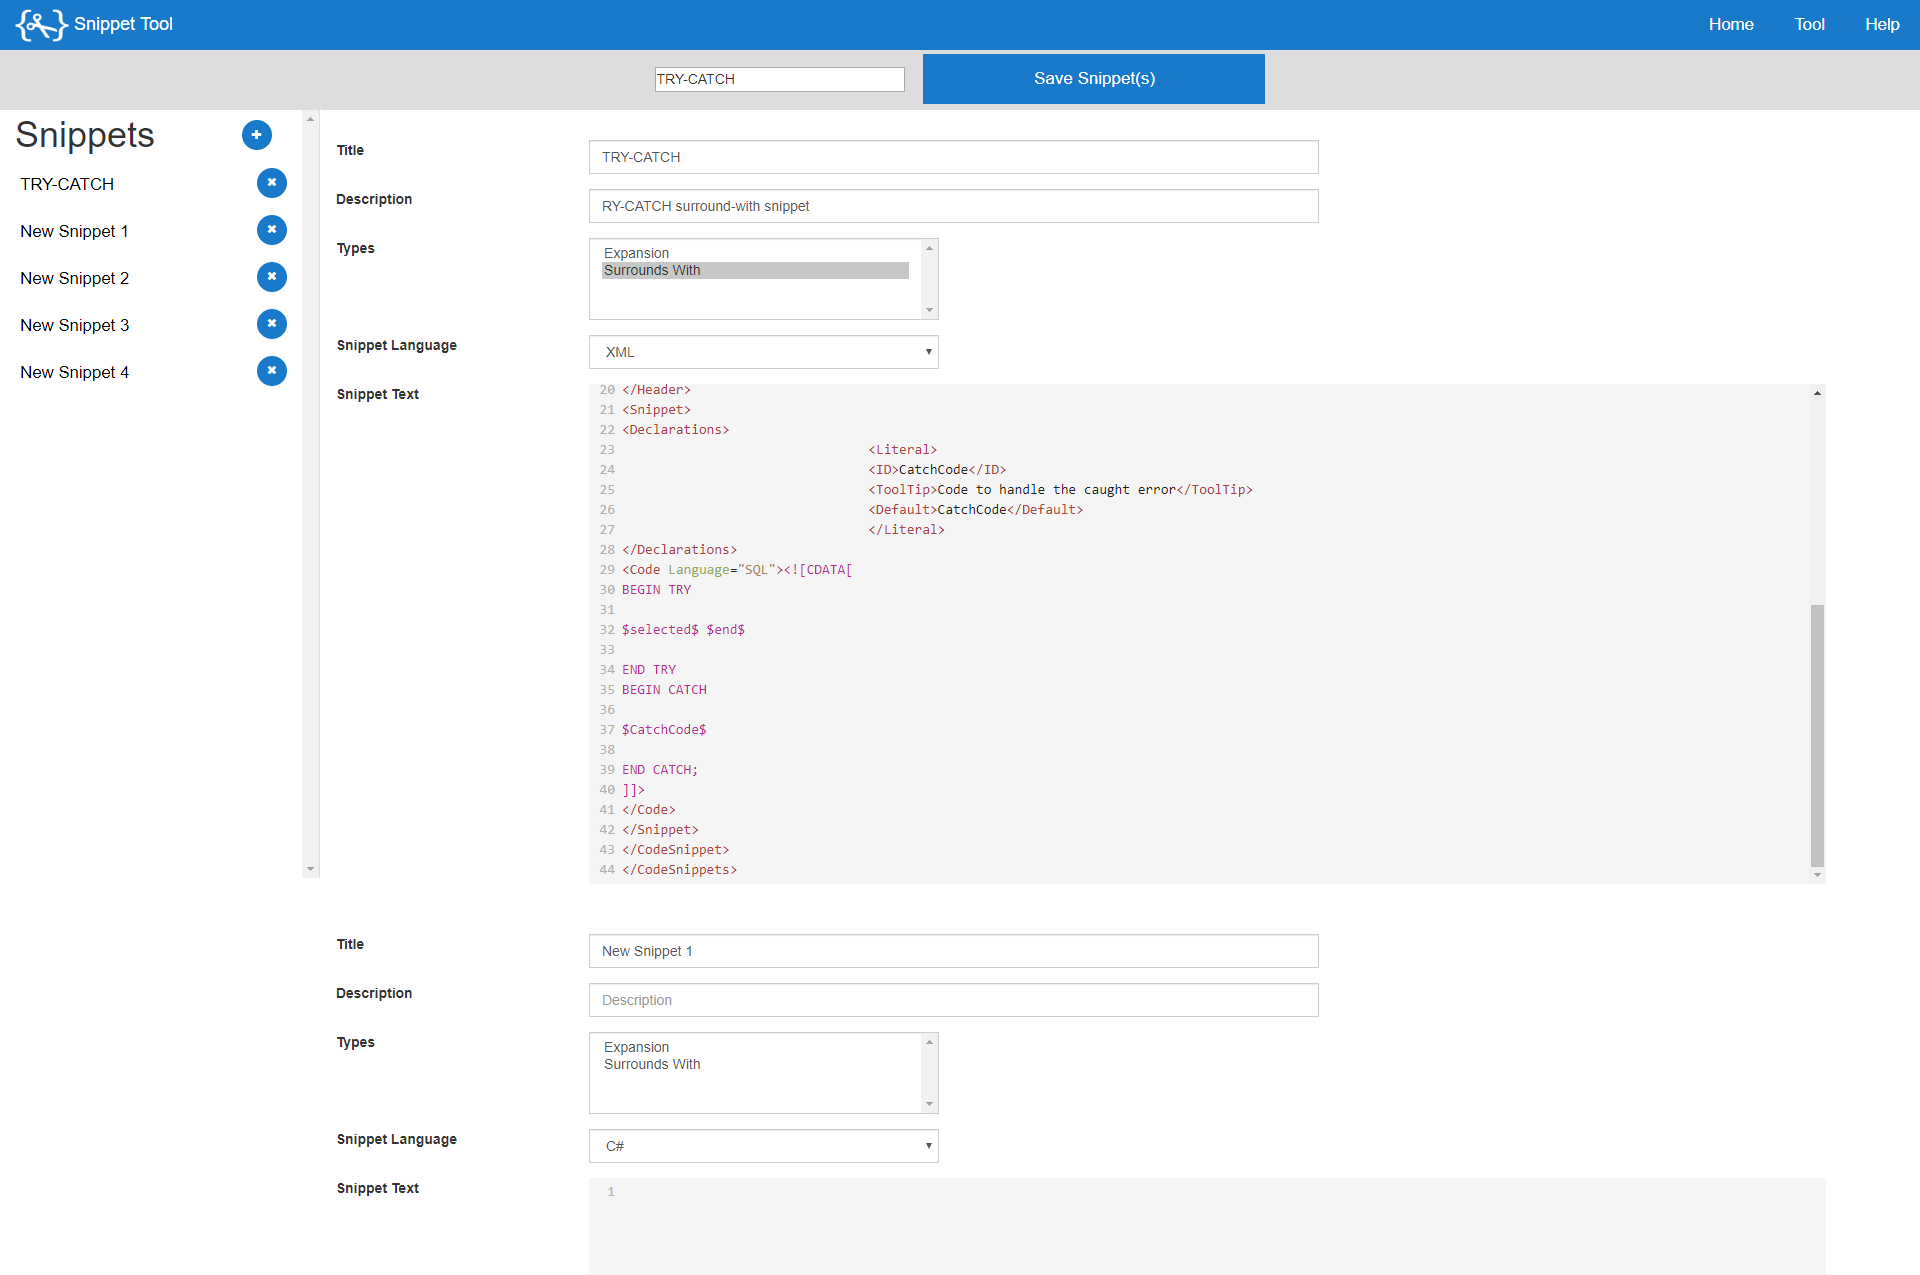 Snippet Tool
Home Tool Help
TRY-CATCH Save Snippet(s)
Snippets
TRY-CATCH
New Snippet 1
New Snippet 2
New Snippet 3
New Snippet 4
Title TRY-CATCH
Description RY-CATCH surround-with snippet
Types Expansion
Surrounds With
Snippet Language XML
Snippet Text
20 </Header>
21 <Snippet>
22 <Declarations>
23 <Literal>
24 <ID>CatchCode</ID>
25 <ToolTip>Code to handle the caught error</ToolTip>
26 <Default>CatchCode</Default>
27 </Literal>
28 </Declarations>
29 <Code Language="SQL"><![CDATA[
30 BEGIN TRY
31
32 $selected$ $end$
33
34 END TRY
35 BEGIN CATCH
36
37 $CatchCode$
38
39 END CATCH;
40 ]]>
41 </Code>
42 </Snippet>
43 </CodeSnippet>
44 </CodeSnippets>
Title New Snippet 1
Description Description
Types Expansion
Surrounds With
Snippet Language C#
Snippet Text 1